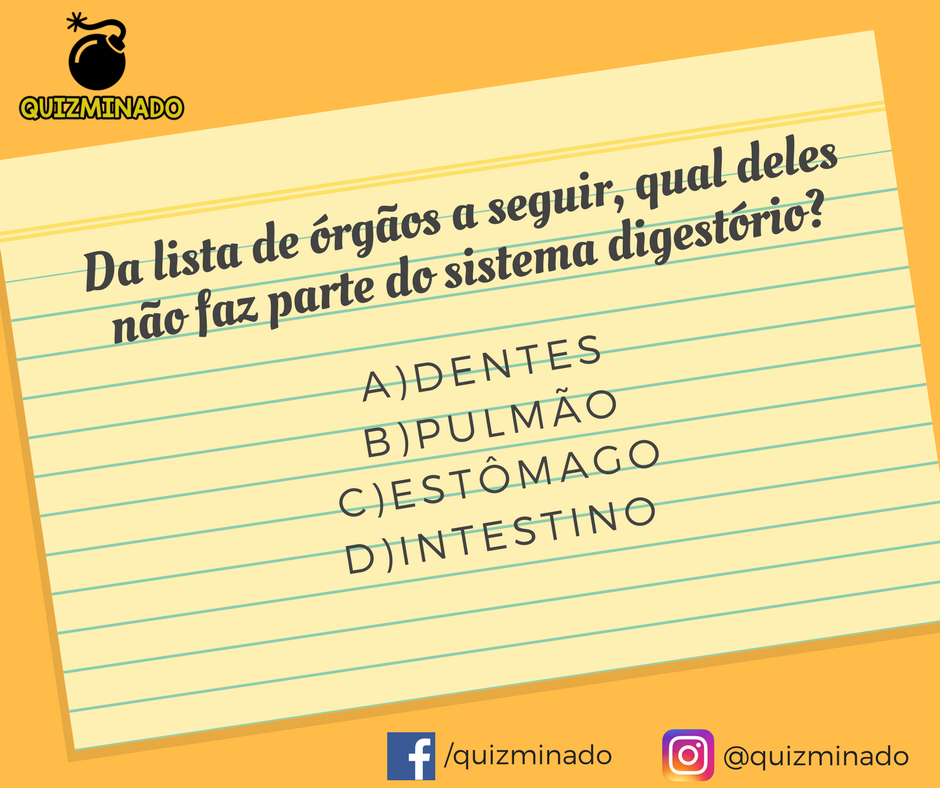 QUIZMINADO
Da lista de órgãos a seguir, qual deles
não faz parte do sistema digestório?
A)DENTES
B)PULMÃO
C)ESTÔMAGO
D)INTESTINO
/quizminado
@quizminado